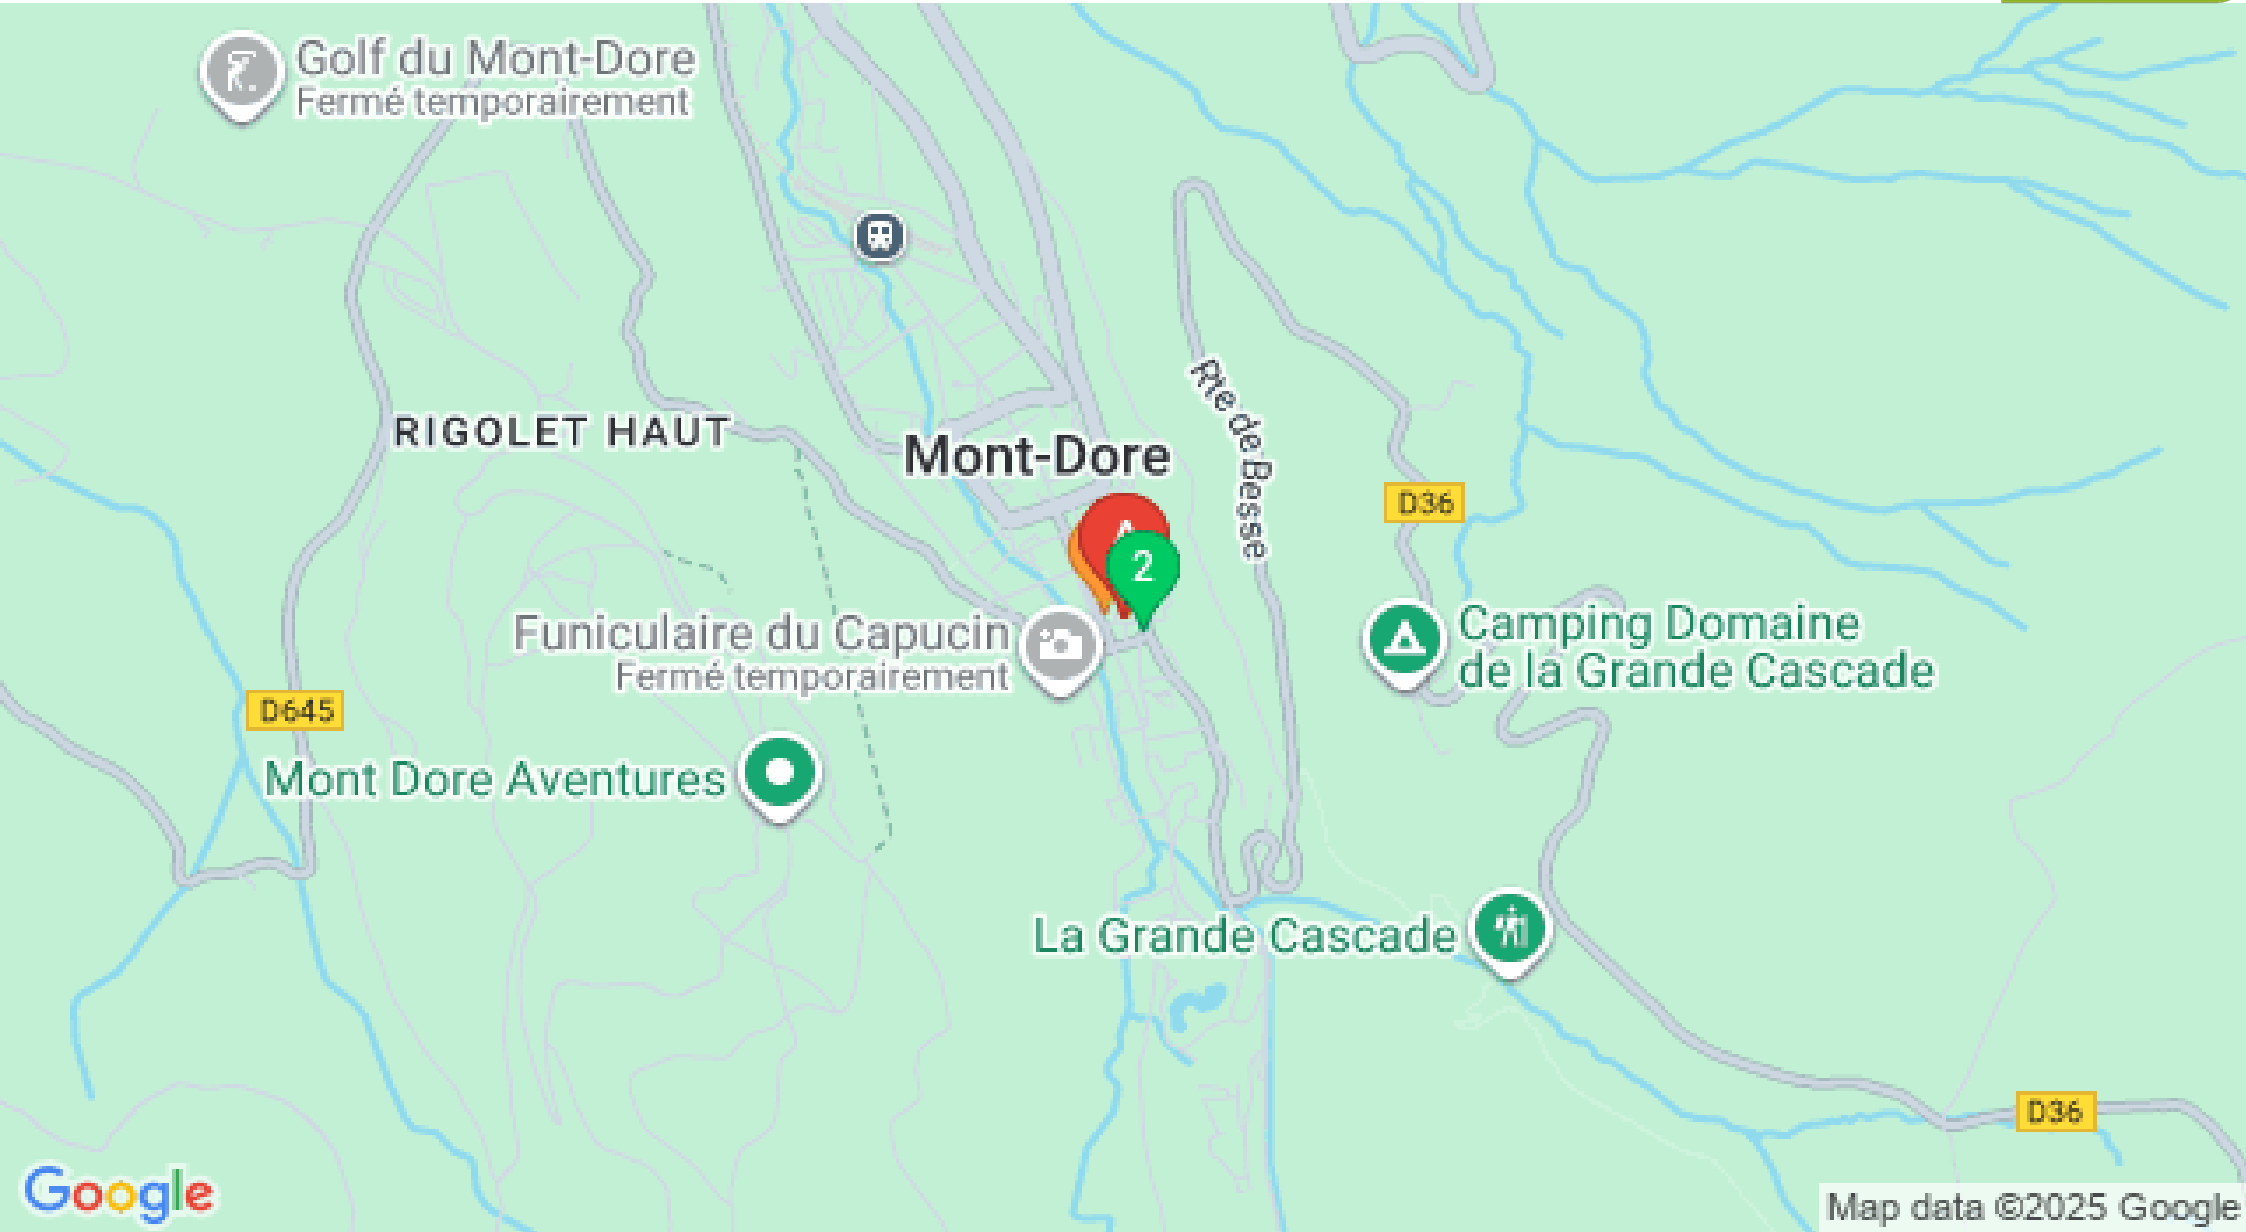 Golf du Mont-Dore
Fermé temporairement
Rte de Besse
RIGOLET HAUT
Mont-Dore
D36
A
2
Funiculaire du Capucin
Fermé temporairement
Camping Domaine
de la Grande Cascade
D645
Mont Dore Aventures
La Grande Cascade
D36
Google
Map data ©2025 Google